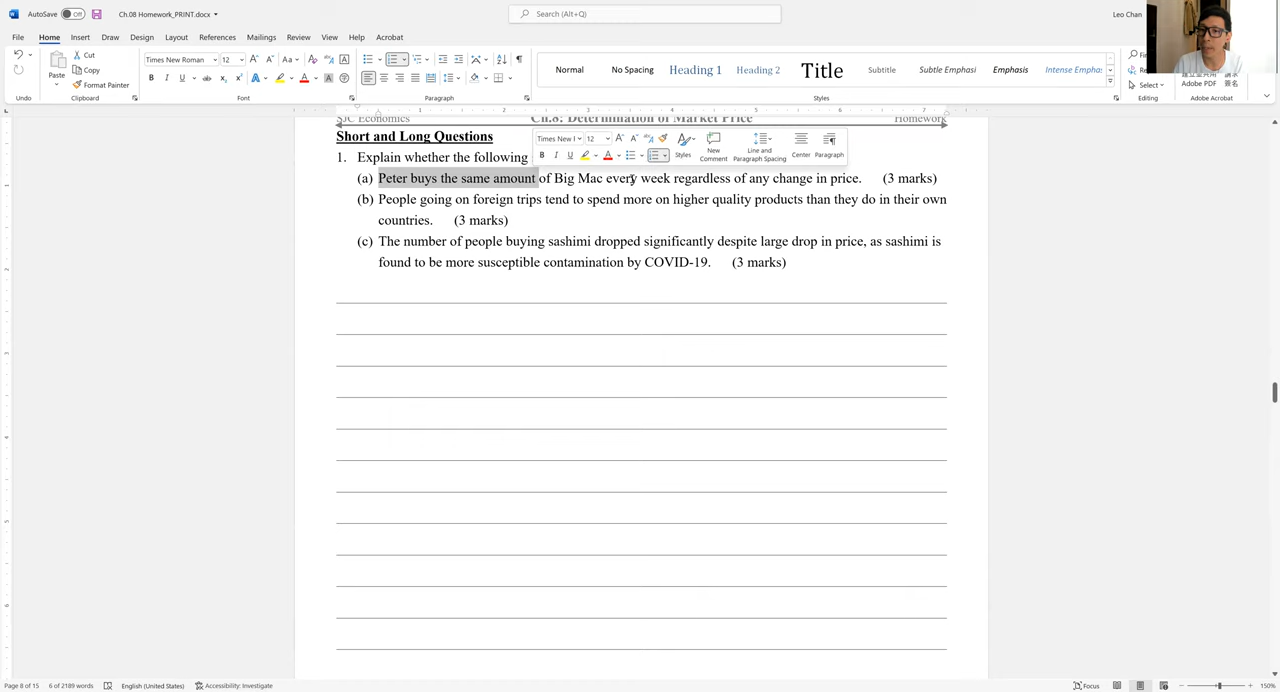 AutoSave Off Ch.08 Homework_PRINT.docx Search (Alt+Q) Leo Chan
File Home Insert Draw Design Layout References Mailings Review View Help Acrobat
Cut
Copy
Paste Format Painter
Times New Roman 12
Normal No Spacing Heading 1 Heading 2 Title Subtitle Subtle Emphasi Emphasis Intense Empha:
Select
Adobe PDF 簽名
Undo Clipboard Font Paragraph Styles Editing Adobe Acrobat
SJC Economics Ch.8: Determination of Market Price Homework
Short and Long Questions
Times New I 12
Styles New Comment Line and Paragraph Spacing Center Paragraph
1. Explain whether the following
(a) Peter buys the same amount of Big Mac every week regardless of any change in price. (3 marks)
(b) People going on foreign trips tend to spend more on higher quality products than they do in their own
countries. (3 marks)
(c) The number of people buying sashimi dropped significantly despite large drop in price, as sashimi is
found to be more susceptible contamination by COVID-19. (3 marks)
Page 8 of 15 6 of 2189 words English (United States) Accessibility: Investigate Focus 150%